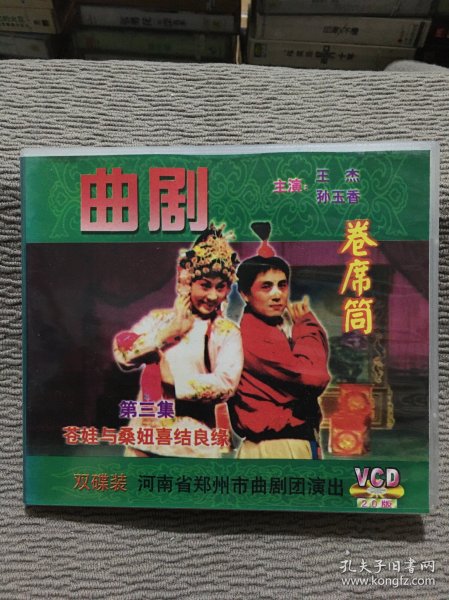 曲剧
主演:
王 杰
孙玉香
卷席筒
第三集
苍娃与桑妞喜结良缘
双碟装 河南省郑州市曲剧团演出
VCD
2.0版
孔夫子旧书网
www.kongfz.com